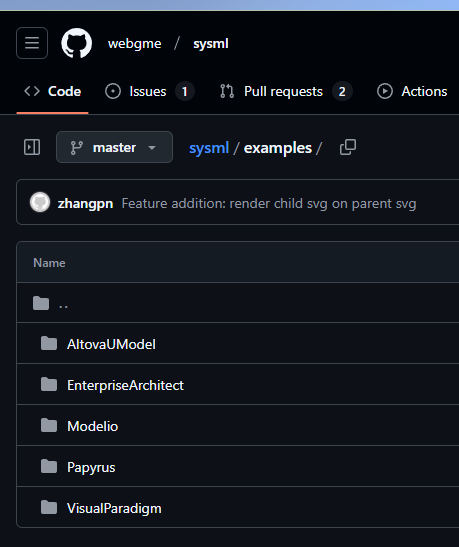 webgme / sysml
Code Issues 1 Pull requests 2 Actions
master sysml / examples /
zhangpn Feature addition: render child svg on parent svg
Name
..
AltovaUModel
EnterpriseArchitect
Modelio
Papyrus
VisualParadigm